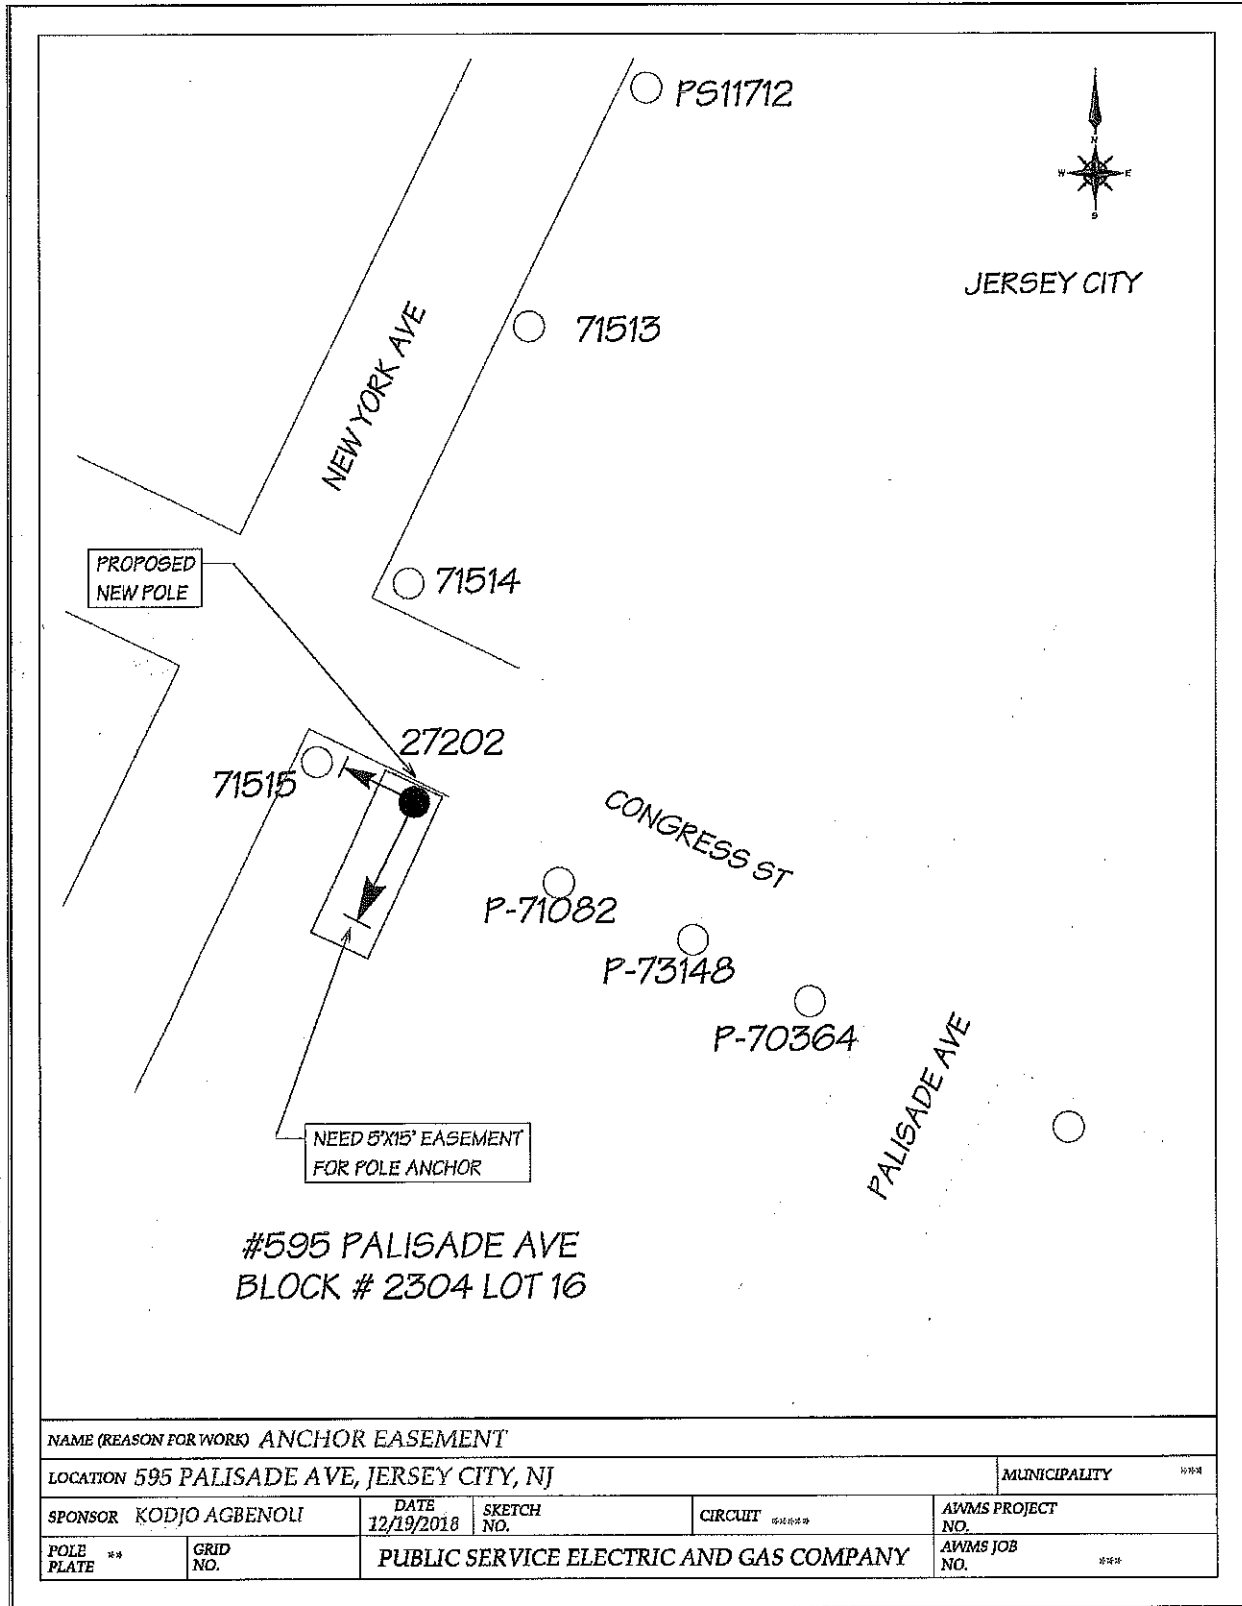 PS11712
N
W E
S
JERSEY CITY
71513
NEW YORK AVE
PROPOSED
NEW POLE
71514
27202
71515
CONGRESS ST
P-71082
P-73148
P-70364
PALISADE AVE
NEED 5'X15' EASEMENT
FOR POLE ANCHOR
#595 PALISADE AVE
BLOCK # 2304 LOT 16
NAME (REASON FOR WORK) ANCHOR EASEMENT
LOCATION 595 PALISADE AVE, JERSEY CITY, NJ MUNICIPALITY ***
SPONSOR KODJO AGBENOLI DATE 12/19/2018 SKETCH NO. CIRCUIT ***** AWMS PROJECT NO.
POLE PLATE ** GRID NO. PUBLIC SERVICE ELECTRIC AND GAS COMPANY AWMS JOB NO. ***